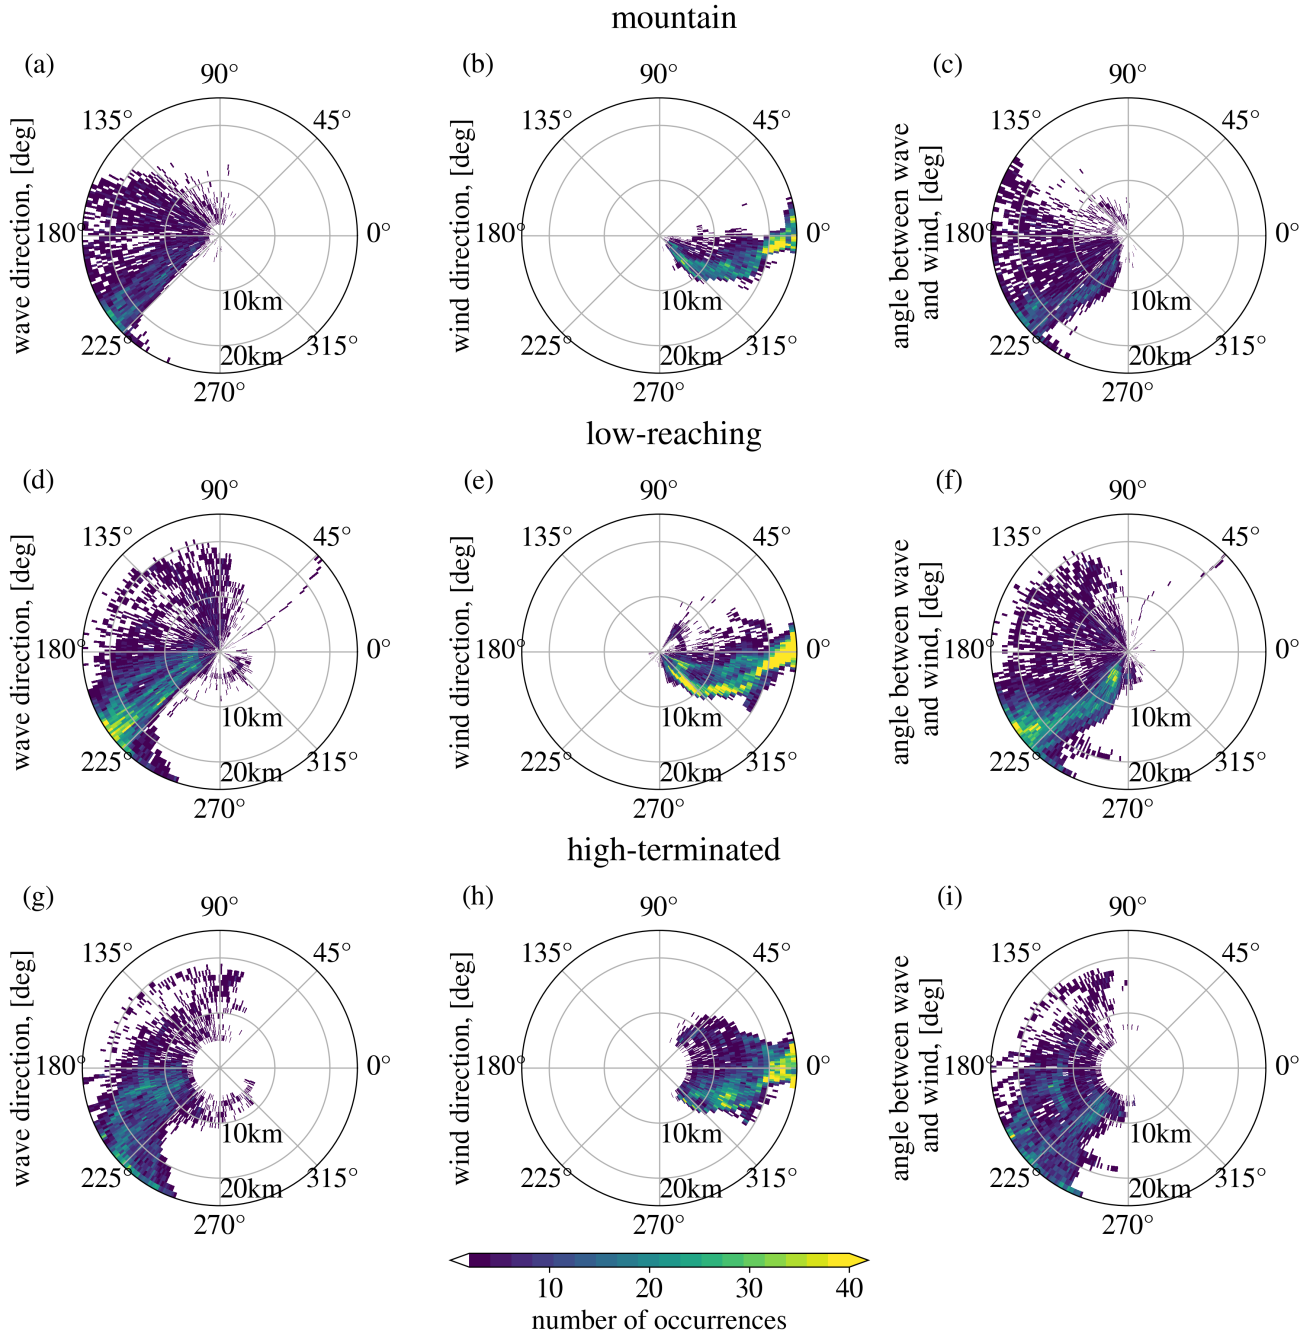 mountain
(a)
(b)
(c)
90°
90°
90°
135°
45°
135°
45°
135°
45°
wave direction, [deg]
wind direction, [deg]
angle between wave
and wind, [deg]
180°
0°
180°
0°
180°
0°
10km
10km
10km
225°
315°
225°
315°
225°
315°
20km
20km
20km
270°
270°
270°
low-reaching
(d)
(e)
(f)
90°
90°
90°
135°
45°
135°
45°
135°
45°
wave direction, [deg]
wind direction, [deg]
angle between wave
and wind, [deg]
180°
0°
180°
0°
180°
0°
10km
10km
10km
225°
315°
225°
315°
225°
315°
20km
20km
20km
270°
270°
270°
high-terminated
(g)
(h)
(i)
90°
90°
90°
135°
45°
135°
45°
135°
45°
wave direction, [deg]
wind direction, [deg]
angle between wave
and wind, [deg]
180°
0°
180°
0°
180°
0°
10km
10km
10km
225°
315°
225°
315°
225°
315°
20km
20km
20km
270°
270°
270°
10
20
30
40
number of occurrences